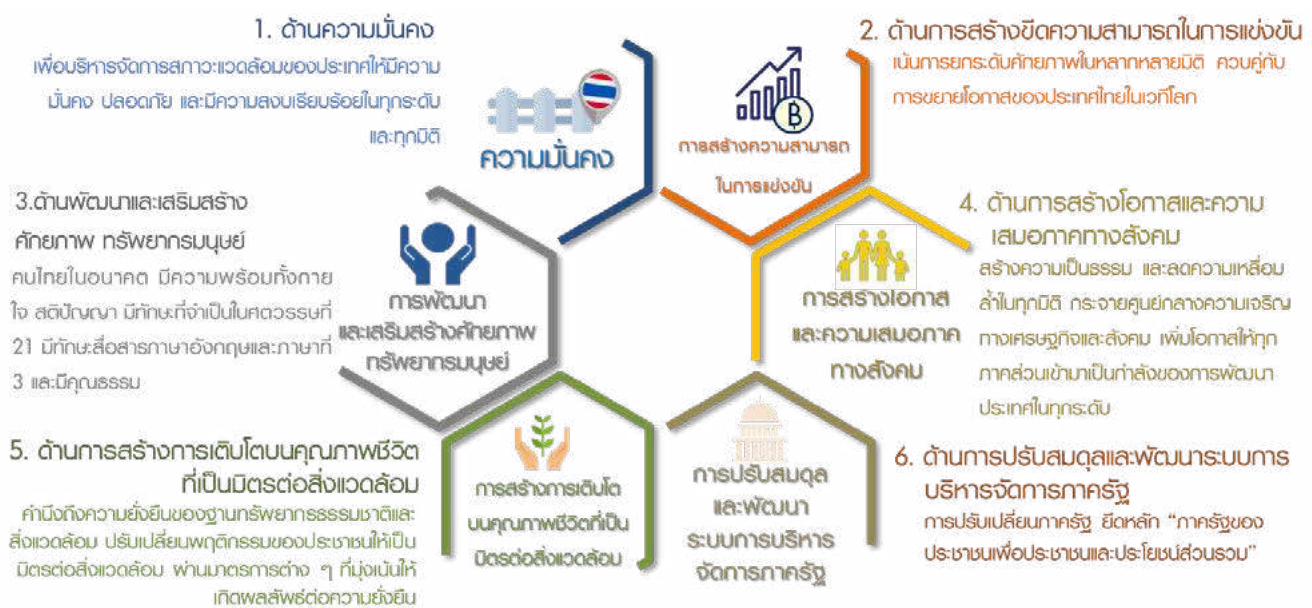 1. ด้านความมั่นคง
เพื่อบริหารจัดการสภาวะแวดล้อมของประเทศให้มีความ
มั่นคง ปลอดภัย และมีความสงบเรียบร้อยในทุกระดับ
และทุกมิติ
ความมั่นคง
2. ด้านการสร้างขีดความสามารถในการแข่งขัน
เน้นการยกระดับศักยภาพในหลากหลายมิติ ควบคู่กับ
การขยายโอกาสของประเทศไทยในเวทีโลก
฿
การสร้างความสามารถ
ในการแข่งขัน
3.ด้านพัฒนาและเสริมสร้าง
ศักยภาพ ทรัพยากรมนุษย์
คนไทยในอนาคต มีความพร้อมทั้งกาย
ใจ สติปัญญา มีทักษะที่จำเป็นในศตวรรษที่
21 มีทักษะสื่อสารภาษาอังกฤษและภาษาที่
3 และมีคุณธรรม
การพัฒนา
และเสริมสร้างศักยภาพ
ทรัพยากรมนุษย์
4. ด้านการสร้างโอกาสและความ
เสมอภาคทางสังคม
สร้างความเป็นธรรม และลดความเหลื่อม
ล้ำในทุกมิติ กระจายศูนย์กลางความเจริญ
ทางเศรษฐกิจและสังคม เพิ่มโอกาสให้ทุก
ภาคส่วนเข้ามาเป็นกำลังของการพัฒนา
ประเทศในทุกระดับ
การสร้างโอกาส
และความเสมอภาค
ทางสังคม
5. ด้านการสร้างการเติบโตบนคุณภาพชีวิต
ที่เป็นมิตรต่อสิ่งแวดล้อม
คำนึงถึงความยั่งยืนของฐานทรัพยากรธรรมชาติและ
สิ่งแวดล้อม ปรับเปลี่ยนพฤติกรรมของประชาชนให้เป็น
มิตรต่อสิ่งแวดล้อม ผ่านมาตรการต่าง ๆ ที่มุ่งเน้นให้
เกิดผลลัพธ์ต่อความยั่งยืน
การสร้างการเติบโต
บนคุณภาพชีวิตที่เป็น
มิตรต่อสิ่งแวดล้อม
การปรับสมดุล
และพัฒนา
ระบบการบริหาร
จัดการภาครัฐ
6. ด้านการปรับสมดุลและพัฒนาระบบการ
บริหารจัดการภาครัฐ
การปรับเปลี่ยนภาครัฐ ยึดหลัก “ภาครัฐของ
ประชาชนเพื่อประชาชนและประโยชน์ส่วนรวม”